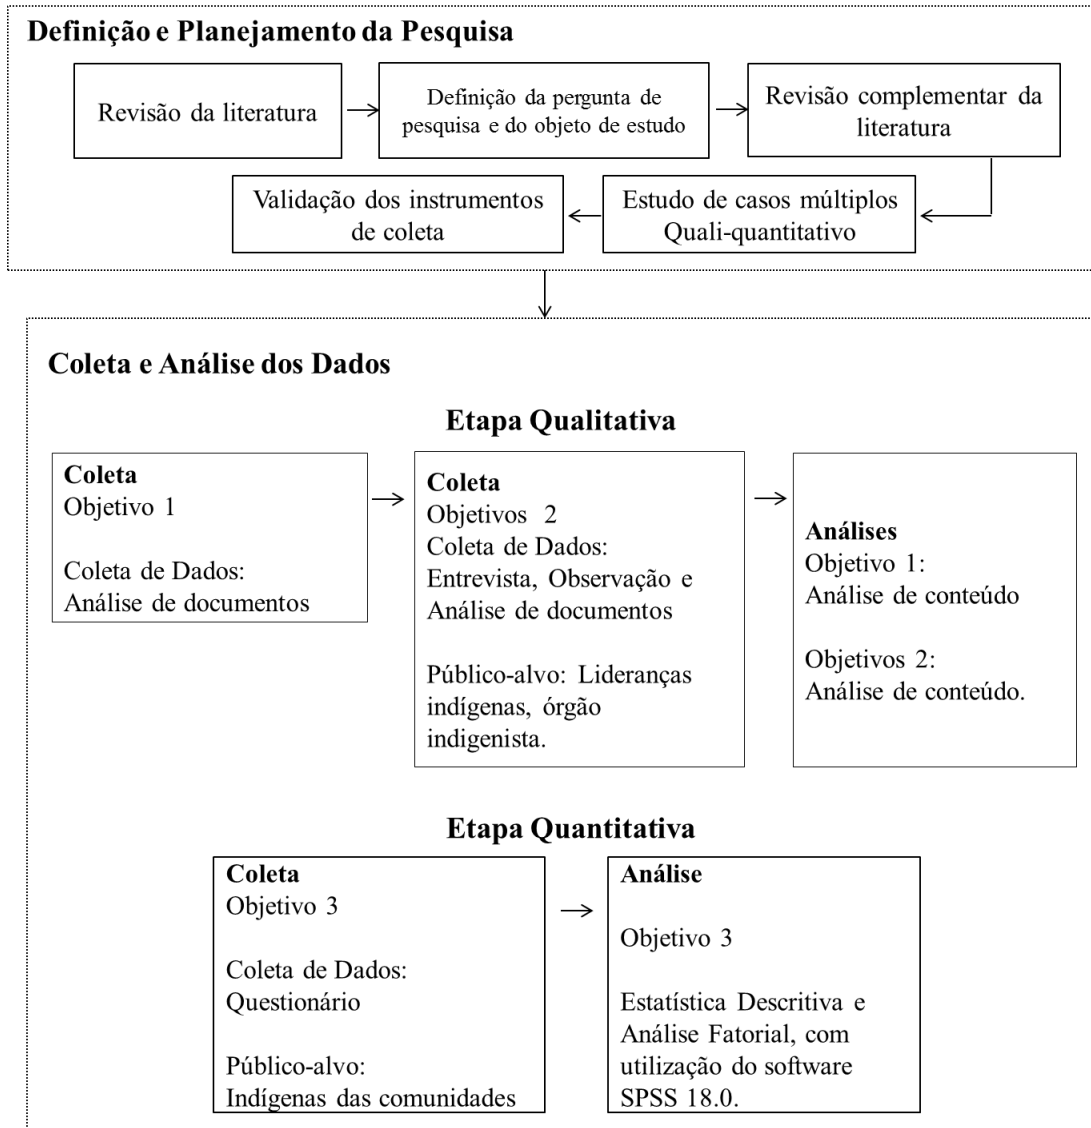 Definição e Planejamento da Pesquisa
Revisão da literatura
Definição da pergunta de
pesquisa e do objeto de estudo
Revisão complementar da
literatura
Estudo de casos múltiplos
Quali-quantitativo
Validação dos instrumentos
de coleta
Coleta e Análise dos Dados
Etapa Qualitativa
Coleta
Objetivo 1
Coleta de Dados:
Análise de documentos
Coleta
Objetivos 2
Coleta de Dados:
Entrevista, Observação e
Análise de documentos
Público-alvo: Lideranças
indígenas, órgão
indigenista.
Análises
Objetivo 1:
Análise de conteúdo
Objetivos 2:
Análise de conteúdo.
Etapa Quantitativa
Coleta
Objetivo 3
Coleta de Dados:
Questionário
Público-alvo:
Indígenas das comunidades
Análise
Objetivo 3
Estatística Descritiva e
Análise Fatorial, com
utilização do software
SPSS 18.0.